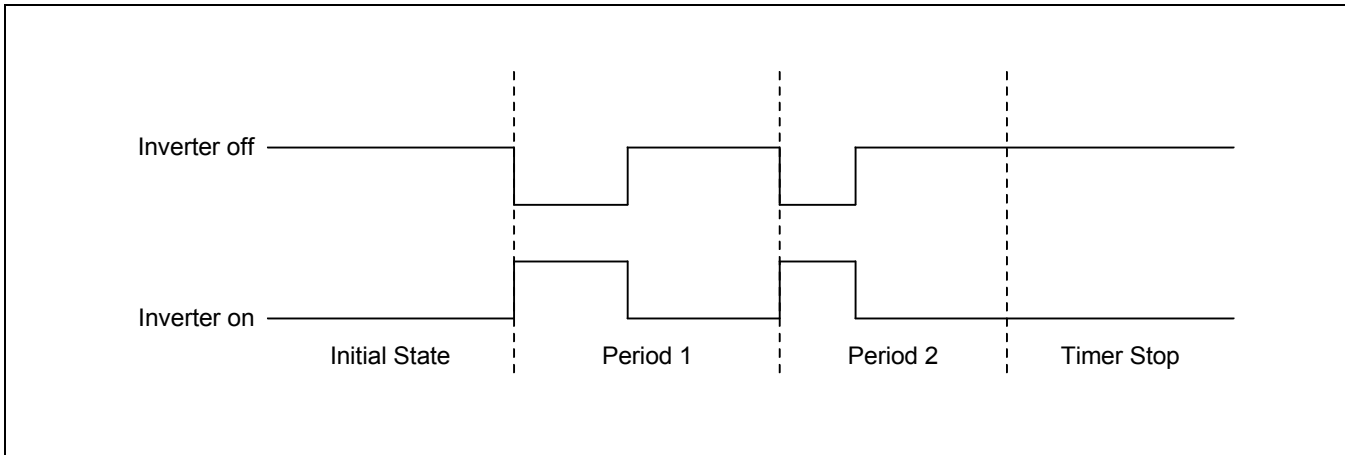 Inverter off
Inverter on
Initial State Period 1 Period 2 Timer Stop